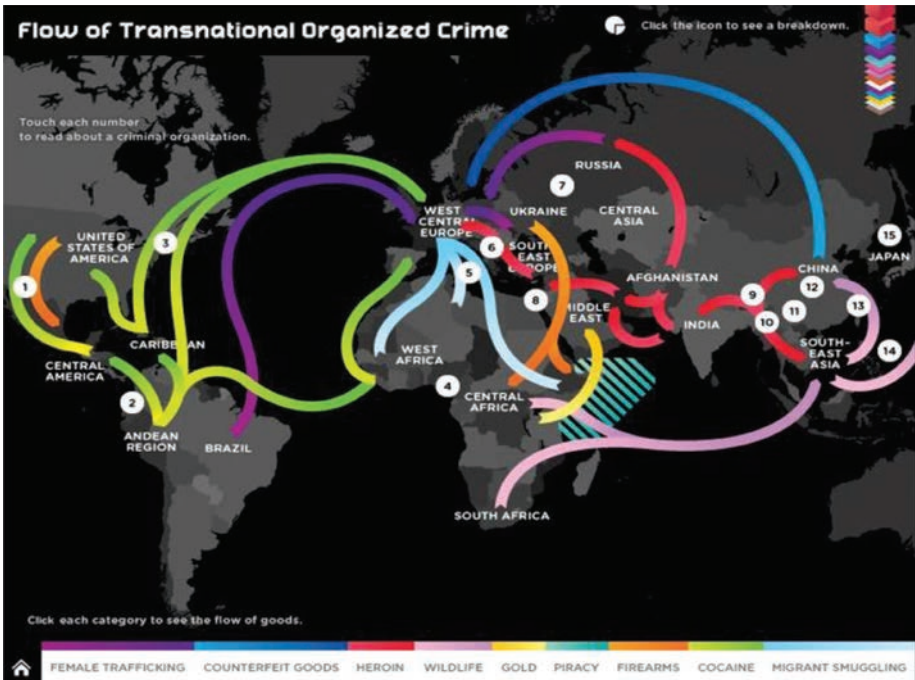 Flow of Transnational Organized Crime
Click the icon to see a breakdown.
Touch each number
to read about a criminal organization.
RUSSIA
7
WEST
CENTRAL
EUROPE
UKRAINE
CENTRAL
ASIA
UNITED
STATES OF
AMERICA
3
6
SOUTH
EAST
EUROPE
15
JAPAN
1
5
AFGHANISTAN
CHINA
12
8
MIDDLE
EAST
9
13
INDIA
10
11
CARIBBEAN
WEST
AFRICA
SOUTH-
EAST
ASIA
14
CENTRAL
AMERICA
4
CENTRAL
AFRICA
2
ANDEAN
REGION
BRAZIL
SOUTH AFRICA
Click each category to see the flow of goods.
FEMALE TRAFFICKING COUNTERFEIT GOODS HEROIN WILDLIFE GOLD PIRACY FIREARMS COCAINE MIGRANT SMUGGLING